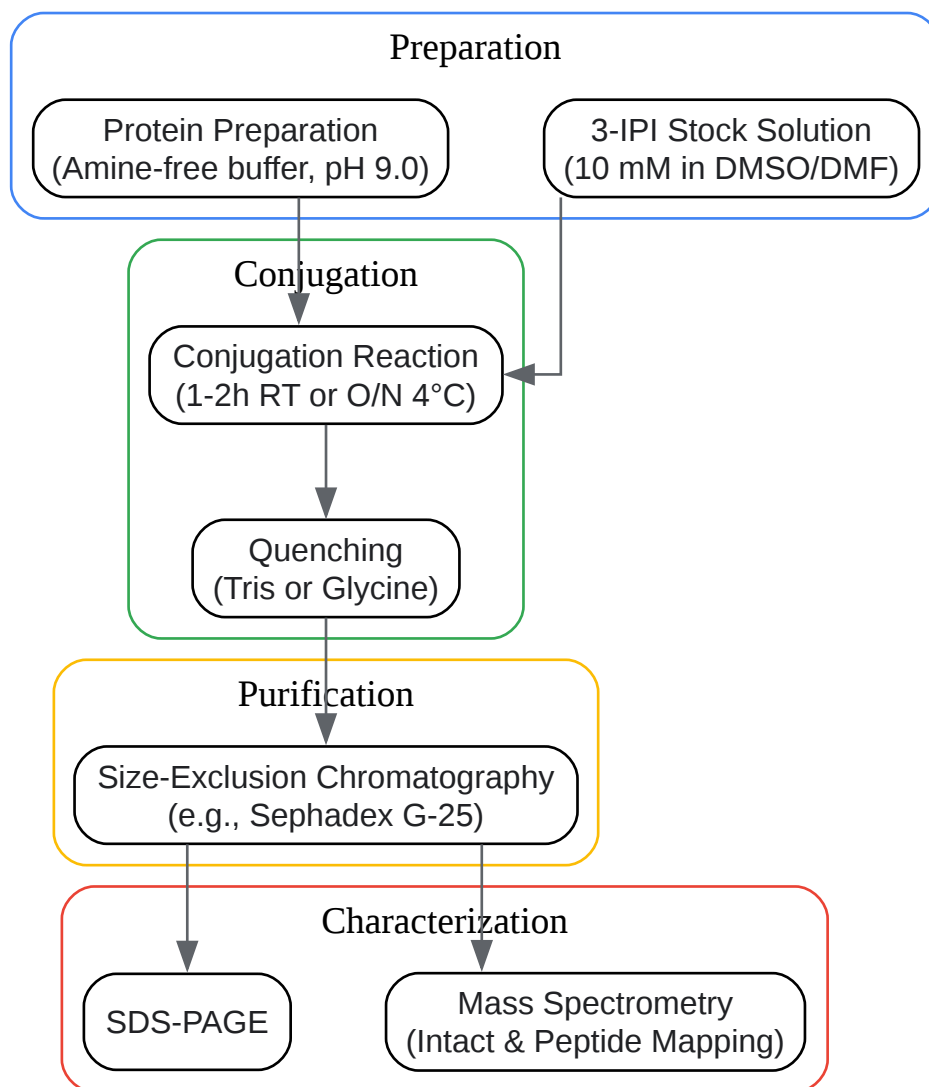 Preparation
Protein Preparation
(Amine-free buffer, pH 9.0)
3-IPI Stock Solution
(10 mM in DMSO/DMF)
Conjugation
Conjugation Reaction
(1-2h RT or O/N 4°C)
Quenching
(Tris or Glycine)
Purification
Size-Exclusion Chromatography
(e.g., Sephadex G-25)
Characterization
SDS-PAGE
Mass Spectrometry
(Intact & Peptide Mapping)